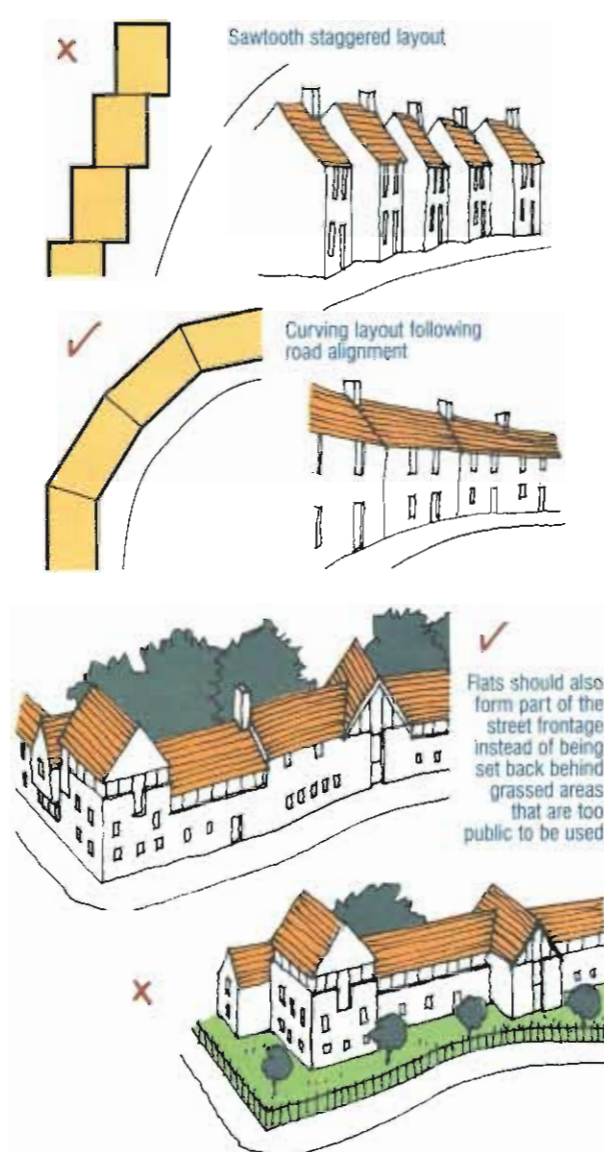 Sawtooth staggered layout
Curving layout following
road alignment
Flats should also
form part of the
street frontage
instead of being
set back behind
grassed areas
that are too
public to be used